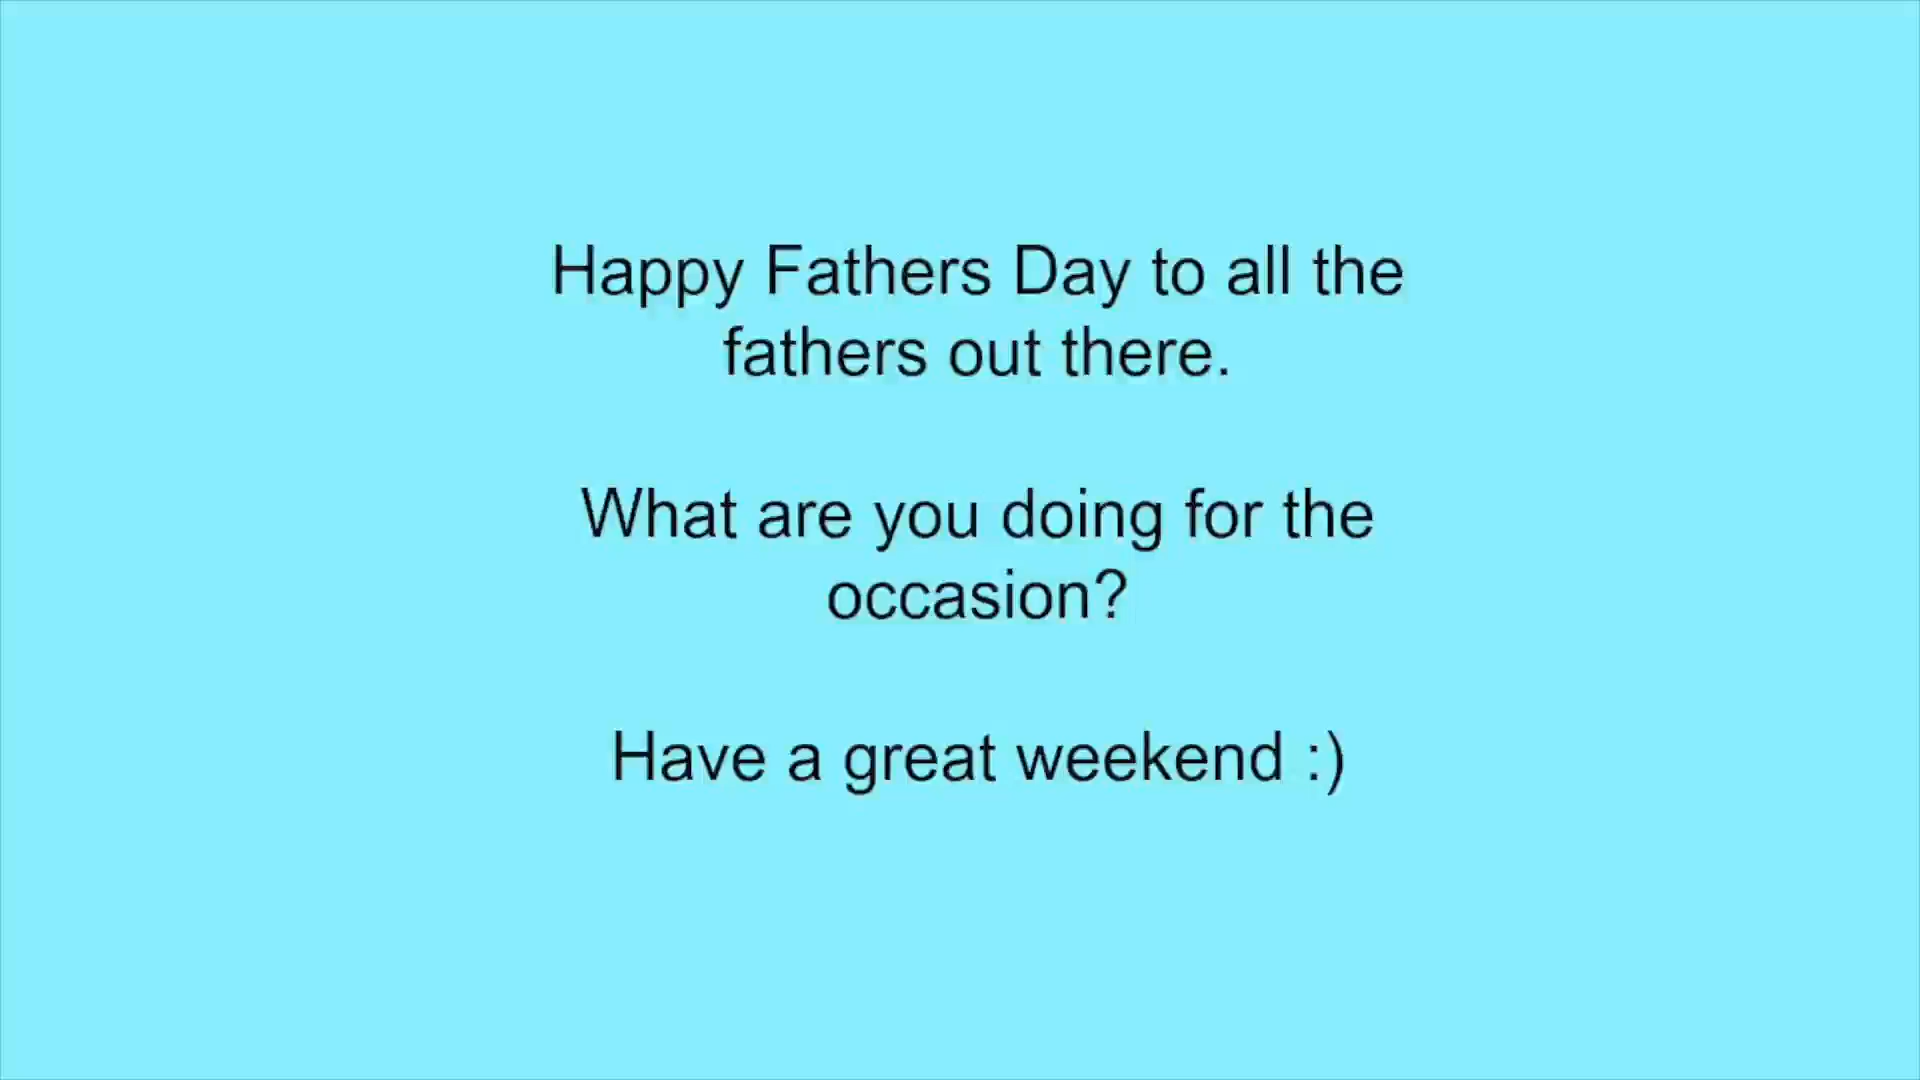 Happy Fathers Day to all the
fathers out there.
What are you doing for the
occasion?
Have a great weekend :)